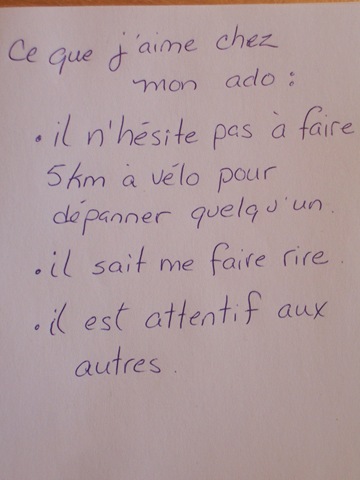 Ce que j'aime chez
mon ado :
• il n'hésite pas à faire
5km à vélo pour
dépanner quelqu'un.
• il sait me faire rire.
• il est attentif aux
autres.